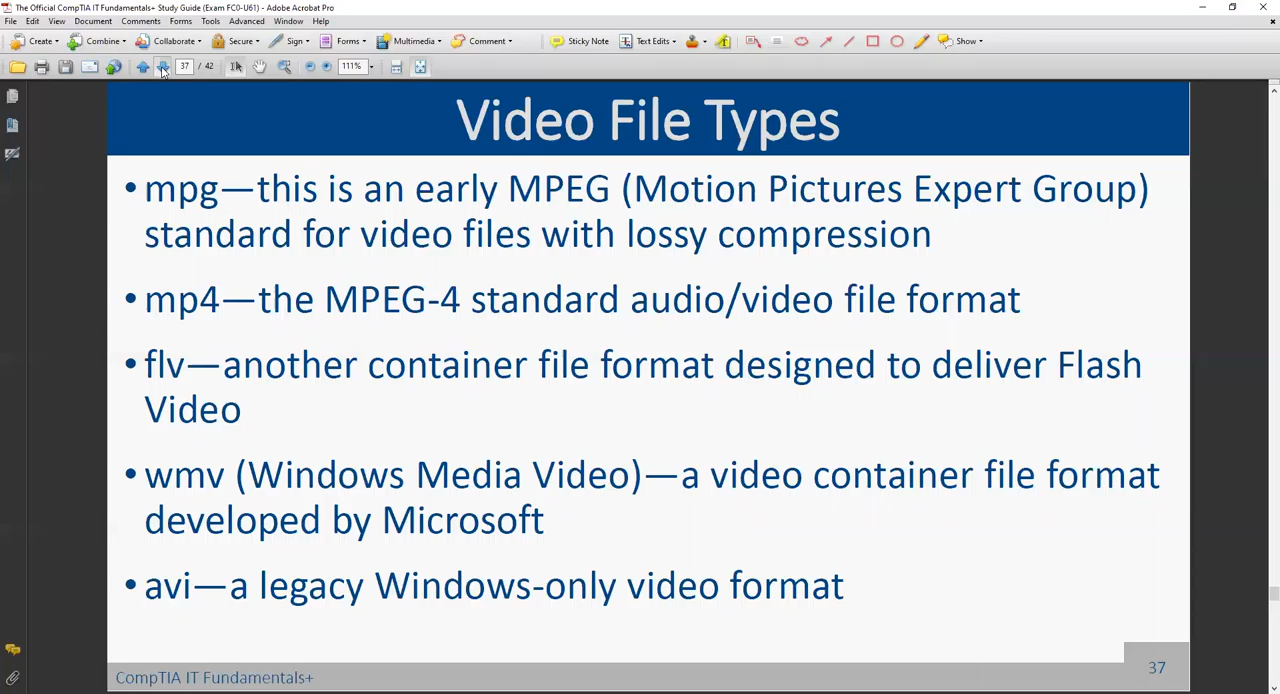 The Official CompTIA IT Fundamentals+ Study Guide (Exam FC0-U61) - Adobe Acrobat Pro
File Edit View Document Comments Forms Tools Advanced Window Help
Create Combine Collaborate Secure Sign Forms Multimedia Comment Sticky Note Text Edits Show
37 / 42 111%
Video File Types
• mpg—this is an early MPEG (Motion Pictures Expert Group)
standard for video files with lossy compression
• mp4—the MPEG-4 standard audio/video file format
• flv—another container file format designed to deliver Flash
Video
• wmv (Windows Media Video)—a video container file format
developed by Microsoft
• avi—a legacy Windows-only video format
CompTIA IT Fundamentals+
37